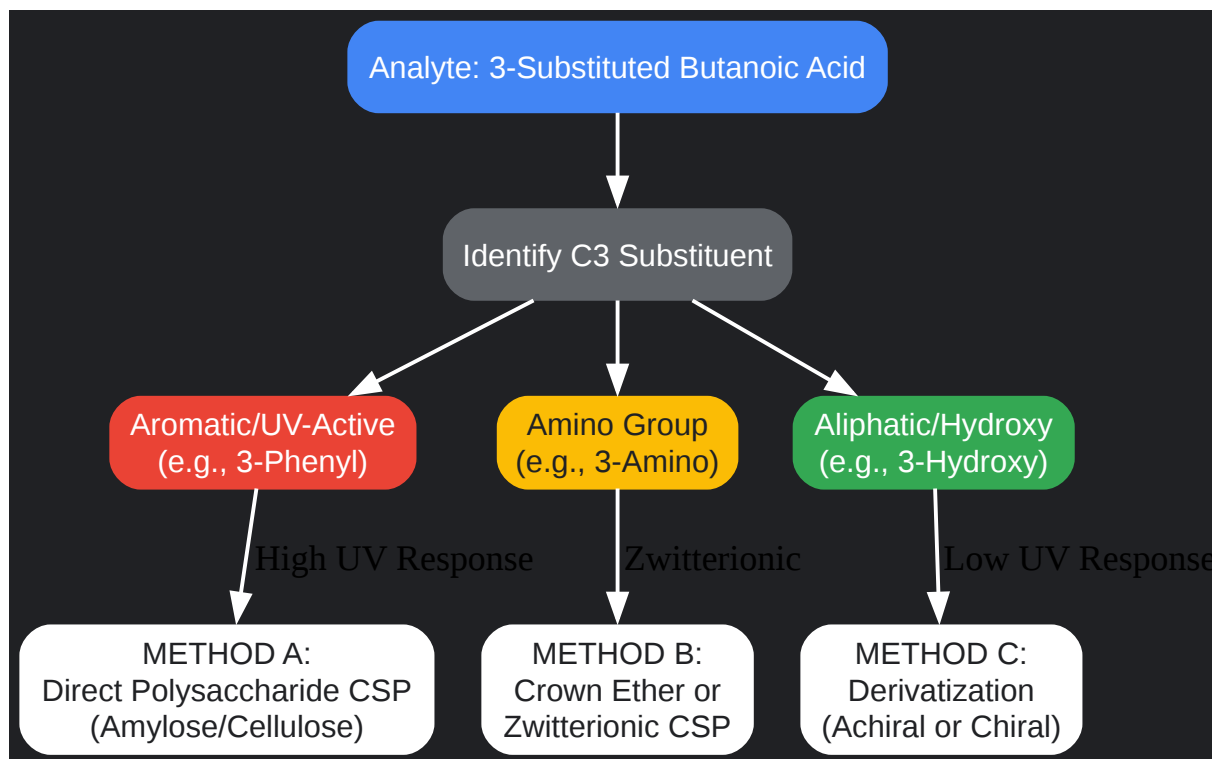 Analyte: 3-Substituted Butanoic Acid
Identify C3 Substituent
Aromatic/UV-Active
(e.g., 3-Phenyl)
Amino Group
(e.g., 3-Amino)
Aliphatic/Hydroxy
(e.g., 3-Hydroxy)
High UV Response
Zwitterionic
Low UV Response
METHOD A:
Direct Polysaccharide CSP
(Amylose/Cellulose)
METHOD B:
Crown Ether or
Zwitterionic CSP
METHOD C:
Derivatization
(Achiral or Chiral)